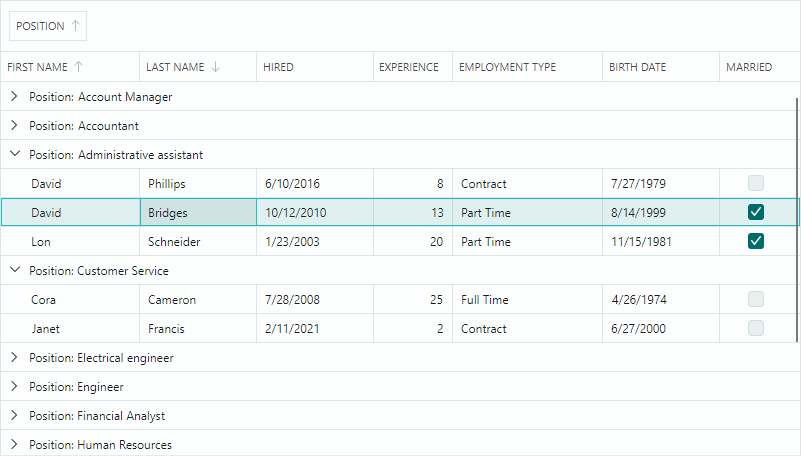 POSITION
FIRST NAME LAST NAME HIRED EXPERIENCE EMPLOYMENT TYPE BIRTH DATE MARRIED
Position: Account Manager
Position: Accountant
Position: Administrative assistant
David Phillips 6/10/2016 8 Contract 7/27/1979
David Bridges 10/12/2010 13 Part Time 8/14/1999
Lon Schneider 1/23/2003 20 Part Time 11/15/1981
Position: Customer Service
Cora Cameron 7/28/2008 25 Full Time 4/26/1974
Janet Francis 2/11/2021 2 Contract 6/27/2000
Position: Electrical engineer
Position: Engineer
Position: Financial Analyst
Position: Human Resources